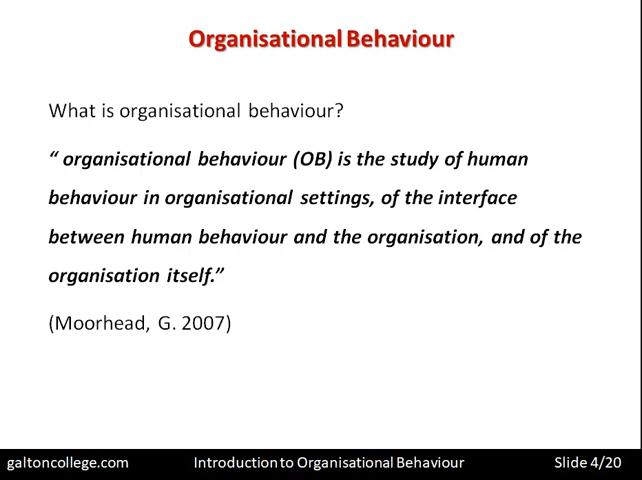 Organisational Behaviour
What is organisational behaviour?
“ organisational behaviour (OB) is the study of human
behaviour in organisational settings, of the interface
between human behaviour and the organisation, and of the
organisation itself.”
(Moorhead, G. 2007)
galtoncollege.com Introduction to Organisational Behaviour Slide 4/20